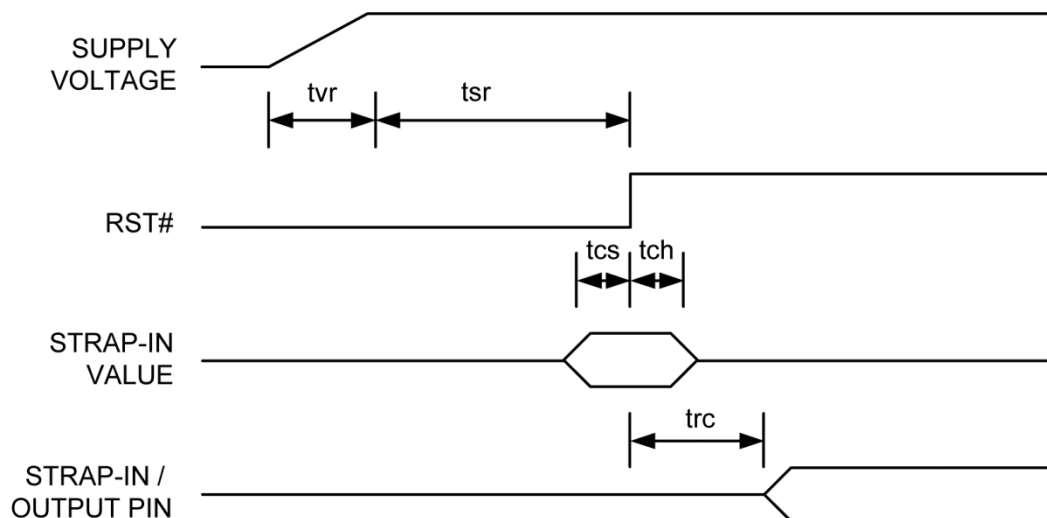 SUPPLY
VOLTAGE
tvr
tsr
RST#
tcs
tch
STRAP-IN
VALUE
trc
STRAP-IN /
OUTPUT PIN